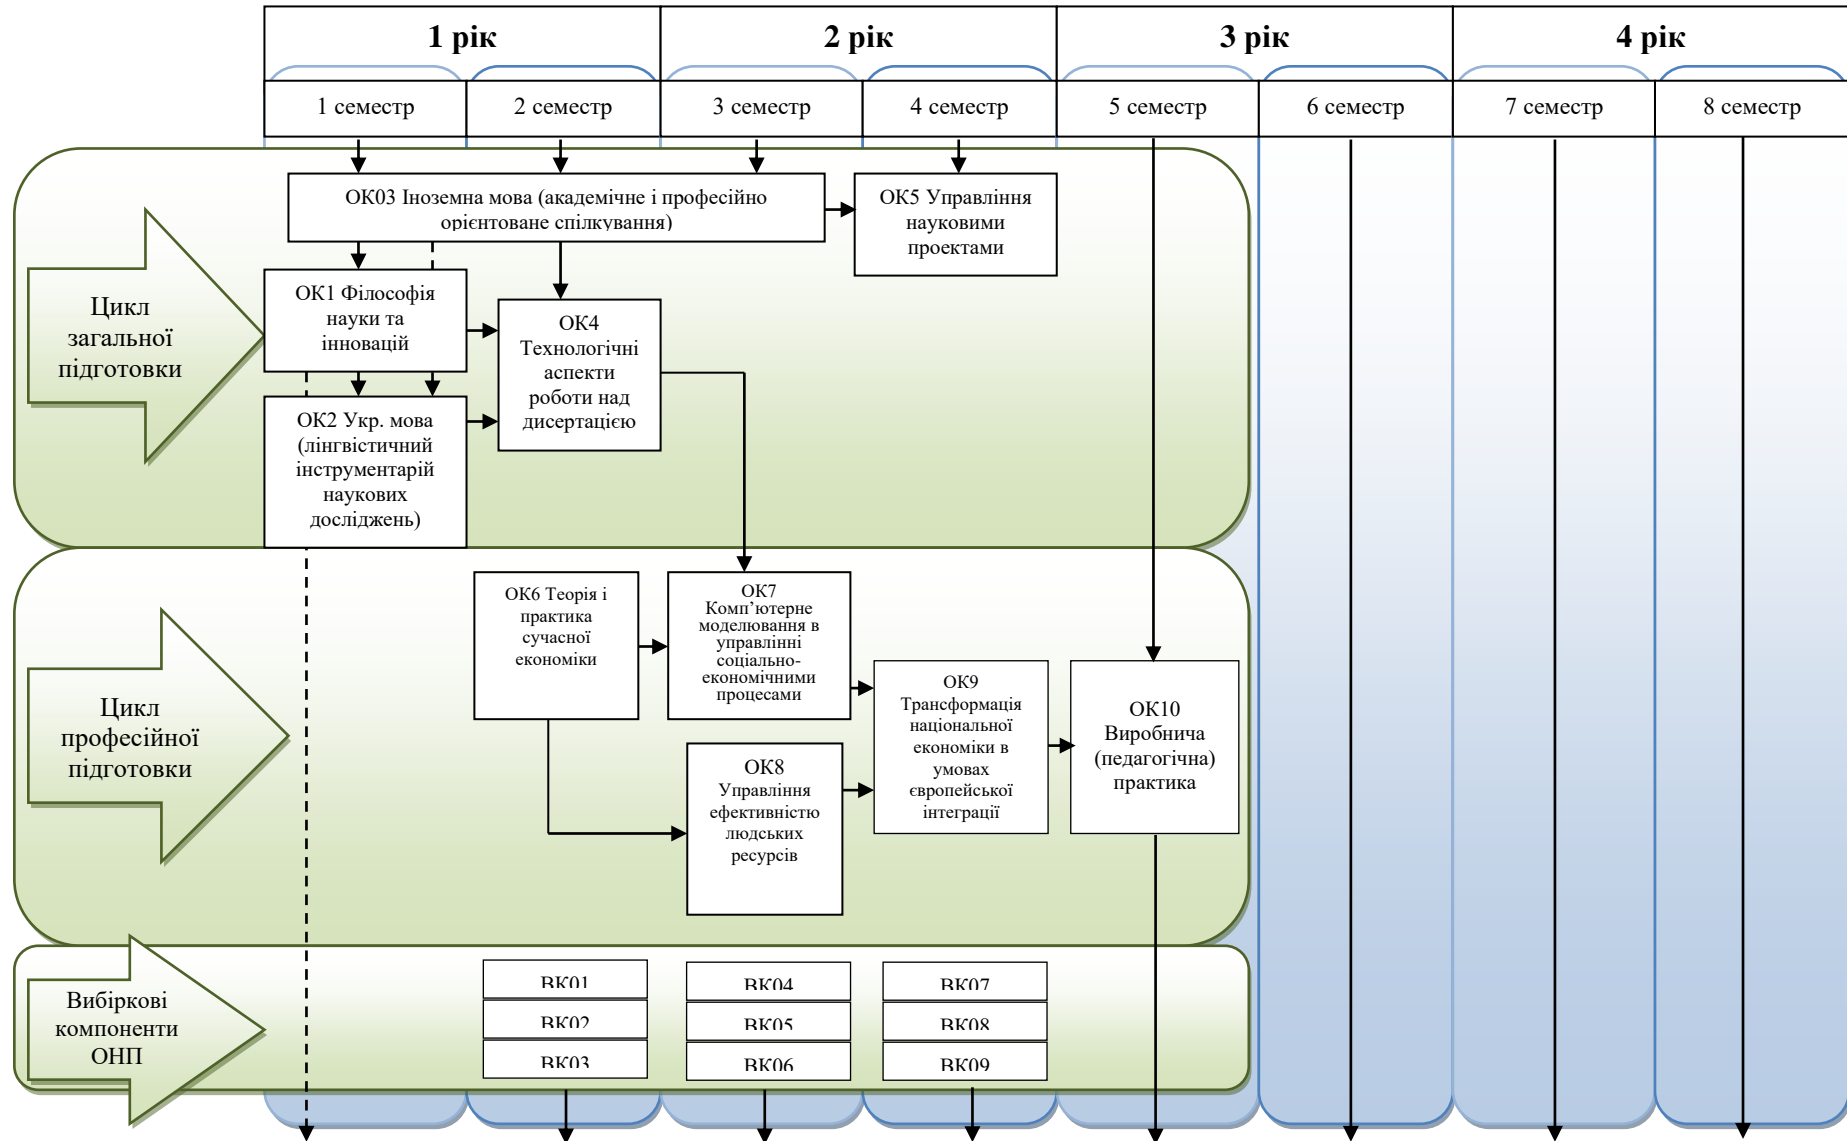 1 рік
2 рік
3 рік
4 рік
1 семестр
2 семестр
3 семестр
4 семестр
5 семестр
6 семестр
7 семестр
8 семестр
ОК03 Іноземна мова (академічне і професійно
орієнтоване спілкування)
ОК5 Управління
науковими
проектами
Цикл
загальної
підготовки
ОК1 Філософія
науки та
інновацій
ОК4
Технологічні
аспекти
роботи над
дисертацією
ОК2 Укр. мова
(лінгвістичний
інструментарій
наукових
досліджень)
Цикл
професійної
підготовки
ОК6 Теорія і
практика
сучасної
економіки
ОК7
Комп’ютерне
моделювання в
управлінні
соціально-
економічними
процесами
ОК8
Управління
ефективністю
людських
ресурсів
ОК9
Трансформація
національної
економіки в
умовах
європейської
інтеграції
ОК10
Виробнича
(педагогічна)
практика
Вибіркові
компоненти
ОНП
ВК01
ВК02
ВК03
ВК04
ВК05
ВК06
ВК07
ВК08
ВК09